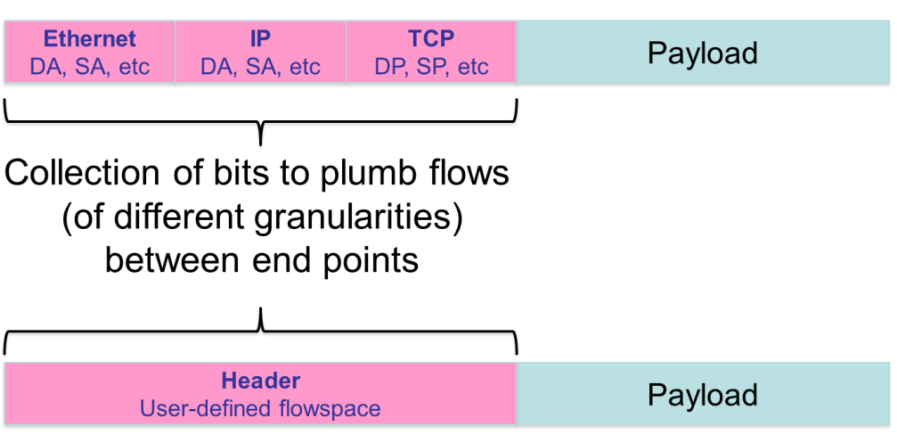 Ethernet
DA, SA, etc
IP
DA, SA, etc
TCP
DP, SP, etc
Payload
Collection of bits to plumb flows
(of different granularities)
between end points
Header
User-defined flowspace
Payload